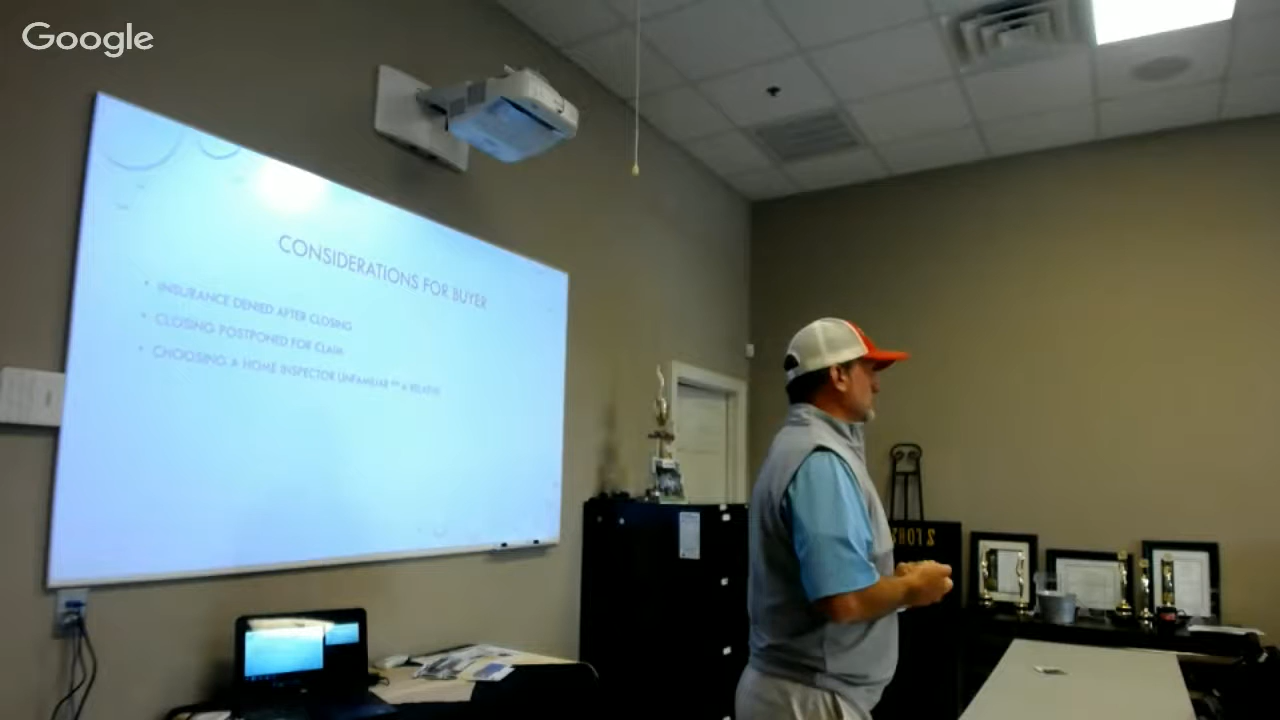 Google
CONSIDERATIONS FOR BUYER
• INSURANCE DENIED AFTER CLOSING
• CLOSING POSTPONED FOR CLAIM
• CHOOSING A HOME INSPECTOR UNFAMILIAR